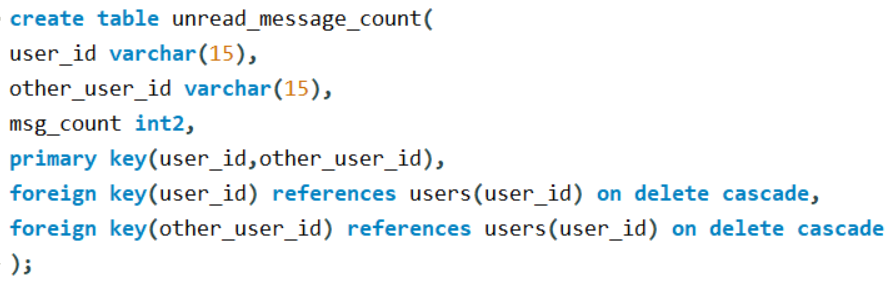 create table unread_message_count(
user_id varchar(15),
other_user_id varchar(15),
msg_count int2,
primary key(user_id,other_user_id),
foreign key(user_id) references users(user_id) on delete cascade,
foreign key(other_user_id) references users(user_id) on delete cascade
);